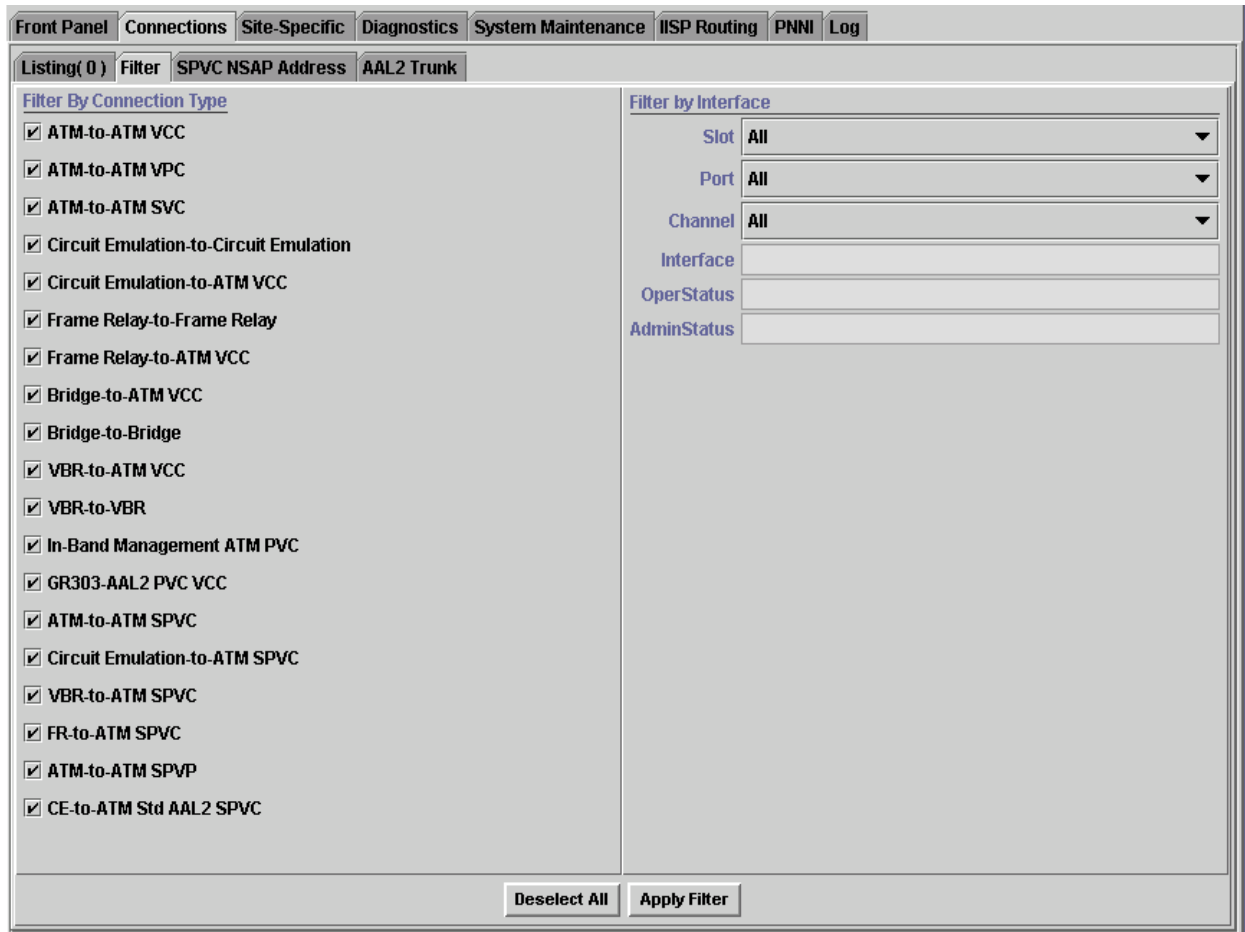 Front Panel Connections Site-Specific Diagnostics System Maintenance IISP Routing PNNI Log
Listing( 0 ) Filter SPVC NSAP Address AAL2 Trunk
Filter By Connection Type
ATM-to-ATM VCC
ATM-to-ATM VPC
ATM-to-ATM SVC
Circuit Emulation-to-Circuit Emulation
Circuit Emulation-to-ATM VCC
Frame Relay-to-Frame Relay
Frame Relay-to-ATM VCC
Bridge-to-ATM VCC
Bridge-to-Bridge
VBR-to-ATM VCC
VBR-to-VBR
In-Band Management ATM PVC
GR303-AAL2 PVC VCC
ATM-to-ATM SPVC
Circuit Emulation-to-ATM SPVC
VBR-to-ATM SPVC
FR-to-ATM SPVC
ATM-to-ATM SPVP
CE-to-ATM Std AAL2 SPVC
Filter by Interface
Slot All
Port All
Channel All
Interface
OperStatus
AdminStatus
Deselect All Apply Filter